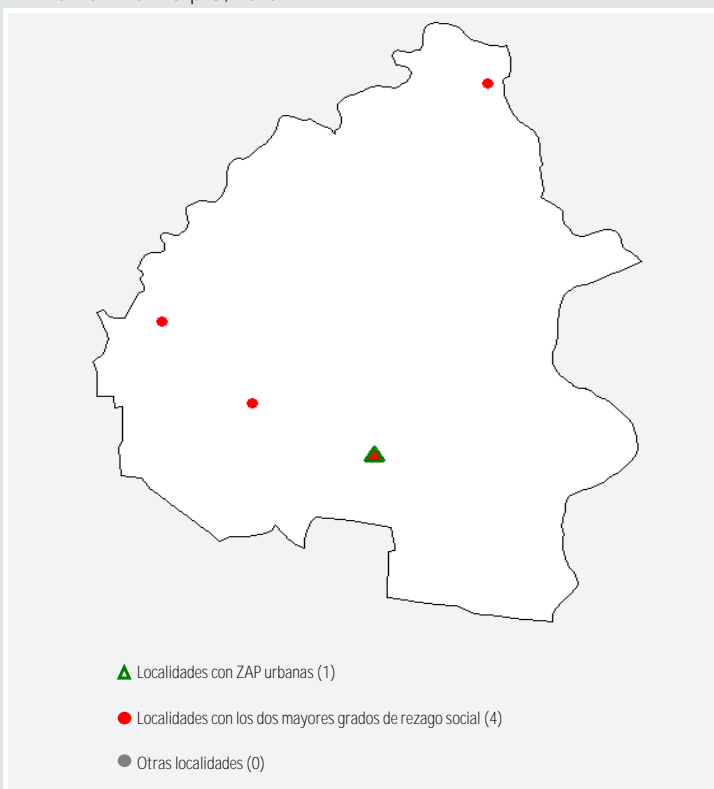 Localidades con ZAP urbanas (1)
Localidades con los dos mayores grados de rezago social (4)
Otras localidades (0)